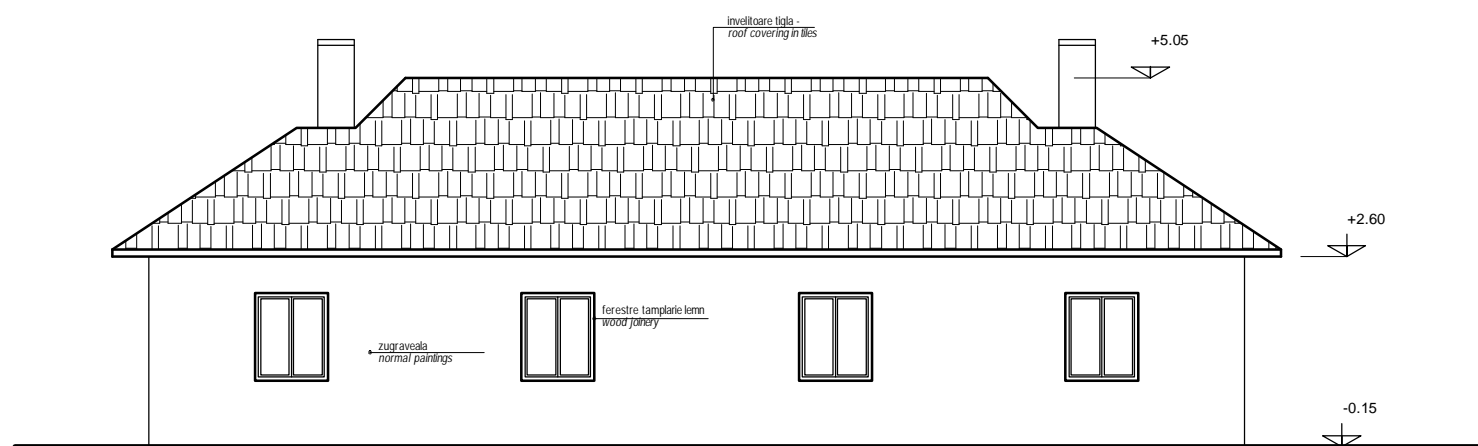 invelitoare tigla -
roof covering in tiles
+5.05
+2.60
ferestre tamplarie lemn
wood joinery
zugraveala
normal paintings
-0.15